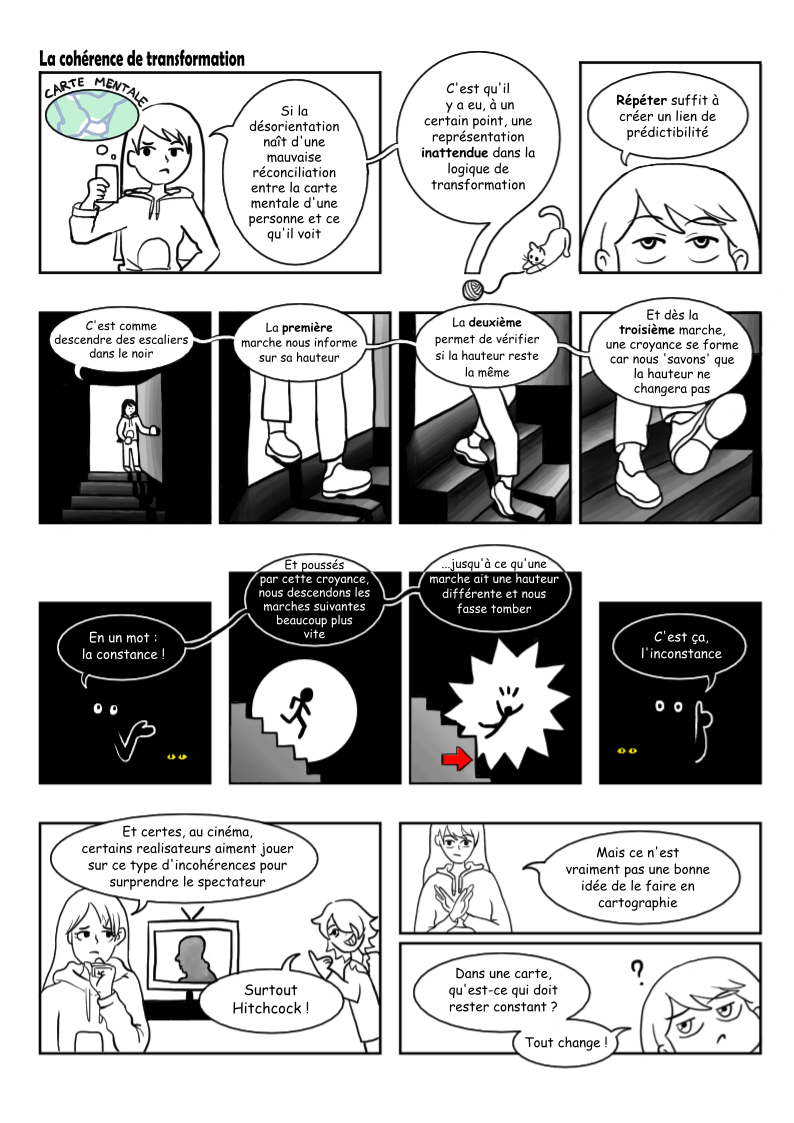 La cohérence de transformation
CARTE MENTALE
Si la
désorientation
naît d'une
mauvaise
réconciliation
entre la carte
mentale d'une
personne et ce
qu'il voit
C'est qu'il
y a eu, à un
certain point, une
représentation
inattendue dans la
logique de
transformation
Répéter suffit à
créer un lien de
prédictibilité
C'est comme
descendre des escaliers
dans le noir
La première
marche nous informe
sur sa hauteur
La deuxième
permet de vérifier
si la hauteur reste
la même
Et dès la
troisième marche,
une croyance se forme
car nous 'savons' que
la hauteur ne
changera pas
En un mot :
la constance !
Et poussés
par cette croyance,
nous descendons les
marches suivantes
beaucoup plus
vite
...jusqu'à ce qu'une
marche ait une hauteur
différente et nous
fasse tomber
C'est ça,
l'inconstance
Et certes, au cinéma,
certains realisateurs aiment jouer
sur ce type d'incohérences pour
surprendre le spectateur
Surtout
Hitchcock !
Mais ce n'est
vraiment pas une bonne
idée de le faire en
cartographie
Dans une carte,
qu'est-ce qui doit
rester constant ?
?
Tout change !